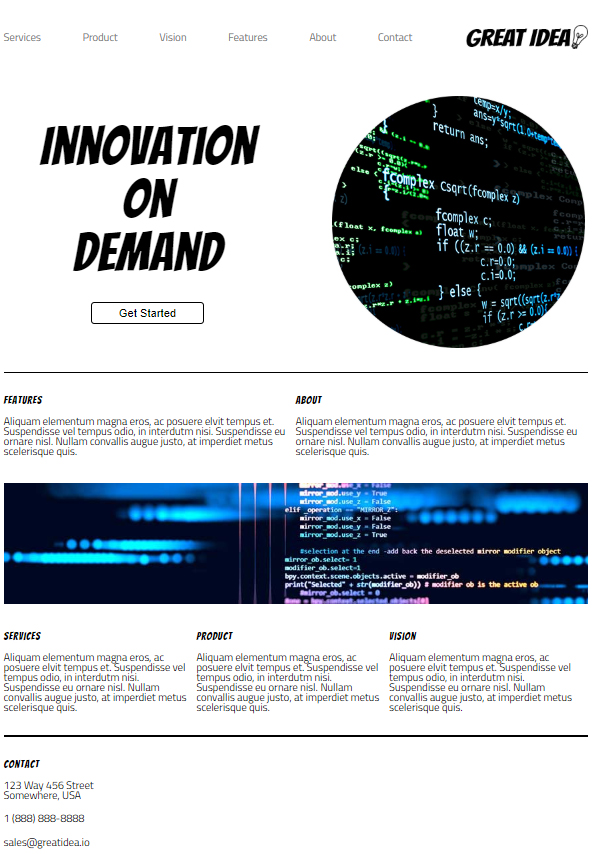 Services Product Vision Features About Contact GREAT IDEA
INNOVATION
ON
DEMAND
Get Started
temp=x/y;
} ans=y*sqrt(1.0+temp*
return ans;
}
fcomplex Csqrt(fcomplex z)
{
fcomplex c;
float w;
if ((z.r == 0.0) && (z.i == 0.0))
c.r=0.0;
c.i=0.0;
} else {
w = sqrt((sqrt(z.r*
if (z.r >= 0.0)
FEATURES
Aliquam elementum magna eros, ac posuere elvit tempus et.
Suspendisse vel tempus odio, in interdutm nisi. Suspendisse eu
ornare nisl. Nullam convallis augue justo, at imperdiet metus
scelerisque quis.
ABOUT
Aliquam elementum magna eros, ac posuere elvit tempus et.
Suspendisse vel tempus odio, in interdutm nisi. Suspendisse eu
ornare nisl. Nullam convallis augue justo, at imperdiet metus
scelerisque quis.
mirror_mod.use_x = False
mirror_mod.use_y = True
mirror_mod.use_z = False
elif _operation == "MIRROR_Z":
mirror_mod.use_x = False
mirror_mod.use_y = False
mirror_mod.use_z = True
#selection at the end -add back the deselected mirror modifier object
mirror_ob.select= 1
modifier_ob.select=1
bpy.context.scene.objects.active = modifier_ob
print("Selected" + str(modifier_ob)) # modifier ob is the active ob
#mirror_ob.select = 0
#one = bpy.context.selected_objects[0]
SERVICES
Aliquam elementum magna eros, ac
posuere elvit tempus et. Suspendisse vel
tempus odio, in interdutm nisi.
Suspendisse eu ornare nisl. Nullam
convallis augue justo, at imperdiet metus
scelerisque quis.
PRODUCT
Aliquam elementum magna eros, ac
posuere elvit tempus et. Suspendisse vel
tempus odio, in interdutm nisi.
Suspendisse eu ornare nisl. Nullam
convallis augue justo, at imperdiet metus
scelerisque quis.
VISION
Aliquam elementum magna eros, ac
posuere elvit tempus et. Suspendisse vel
tempus odio, in interdutm nisi.
Suspendisse eu ornare nisl. Nullam
convallis augue justo, at imperdiet metus
scelerisque quis.
CONTACT
123 Way 456 Street
Somewhere, USA
1 (888) 888-8888
sales@greatidea.io